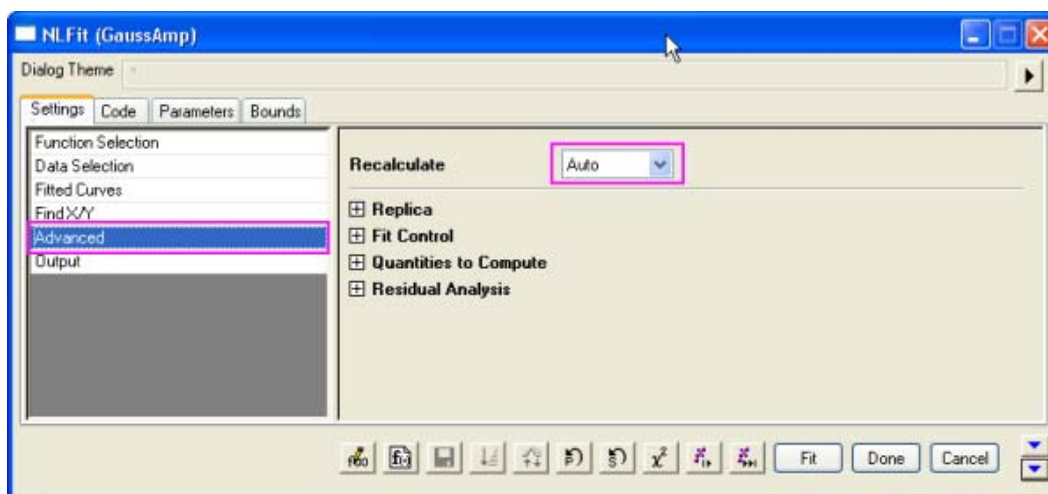 NLFit (GaussAmp)
Dialog Theme
Settings Code Parameters Bounds
Function Selection
Data Selection
Fitted Curves
Find X/Y
Advanced
Output
Recalculate Auto
Replica
Fit Control
Quantities to Compute
Residual Analysis
Fit Done Cancel